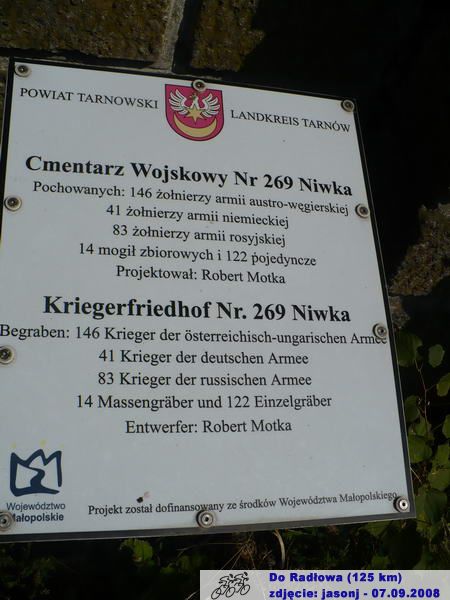 POWIAT TARNOWSKI
LANDKREIS TARNÓW
Cmentarz Wojskowy Nr 269 Niwka
Pochowanych: 146 żołnierzy armii austro-węgierskiej
41 żołnierzy armii niemieckiej
83 żołnierzy armii rosyjskiej
14 mogił zbiorowych i 122 pojedyncze
Projektował: Robert Motka
Kriegerfriedhof Nr. 269 Niwka
Begraben: 146 Krieger der österreichisch-ungarischen Armee
41 Krieger der deutschen Armee
83 Krieger der russischen Armee
14 Massengräber und 122 Einzelgräber
Entwerfer: Robert Motka
Województwo
Małopolskie
Projekt został dofinansowany ze środków Województwa Małopolskiego
Do Radłowa (125 km)
zdjęcie: jasonj - 07.09.2008